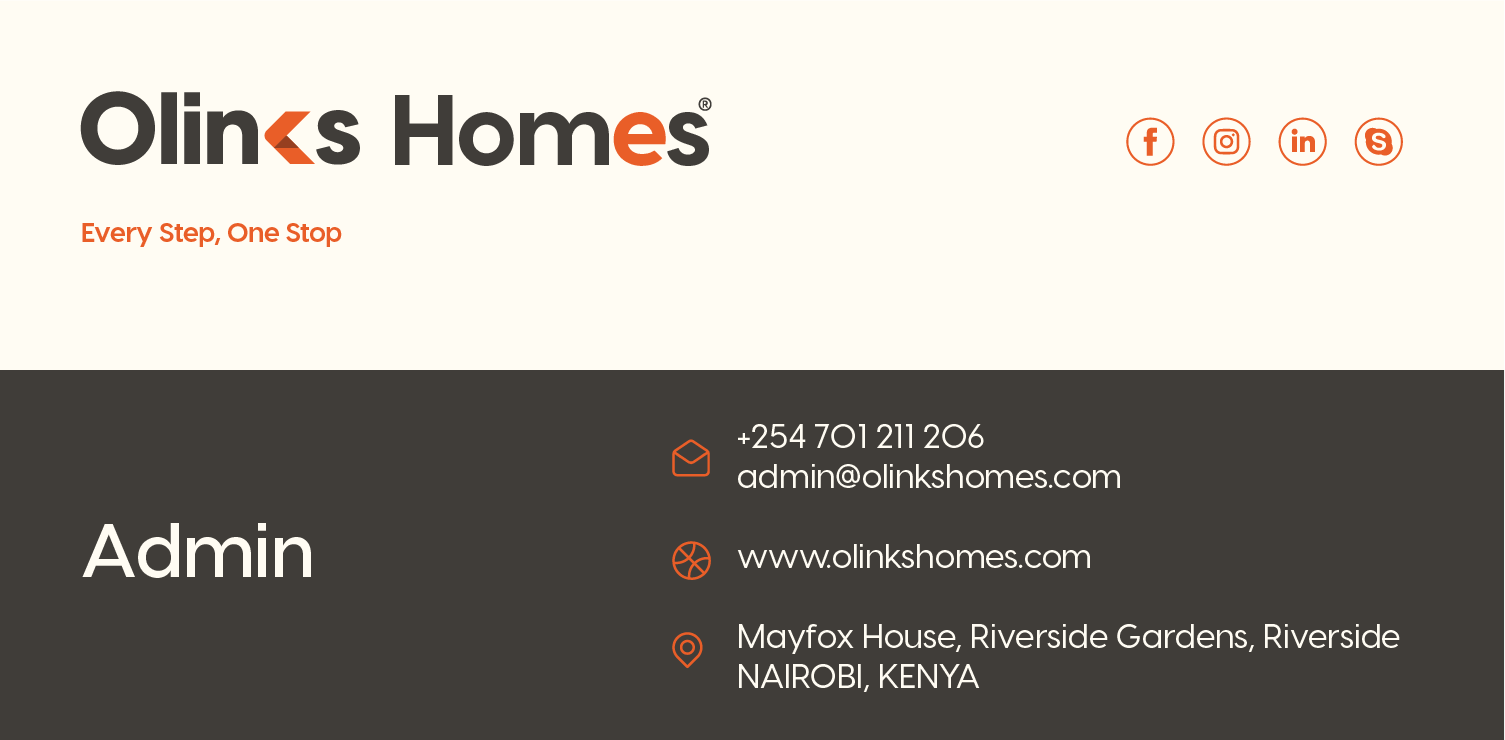 Olinks Homes®
Every Step, One Stop
Admin
+254 701 211 206
admin@olinkshomes.com
www.olinkshomes.com
Mayfox House, Riverside Gardens, Riverside
NAIROBI, KENYA